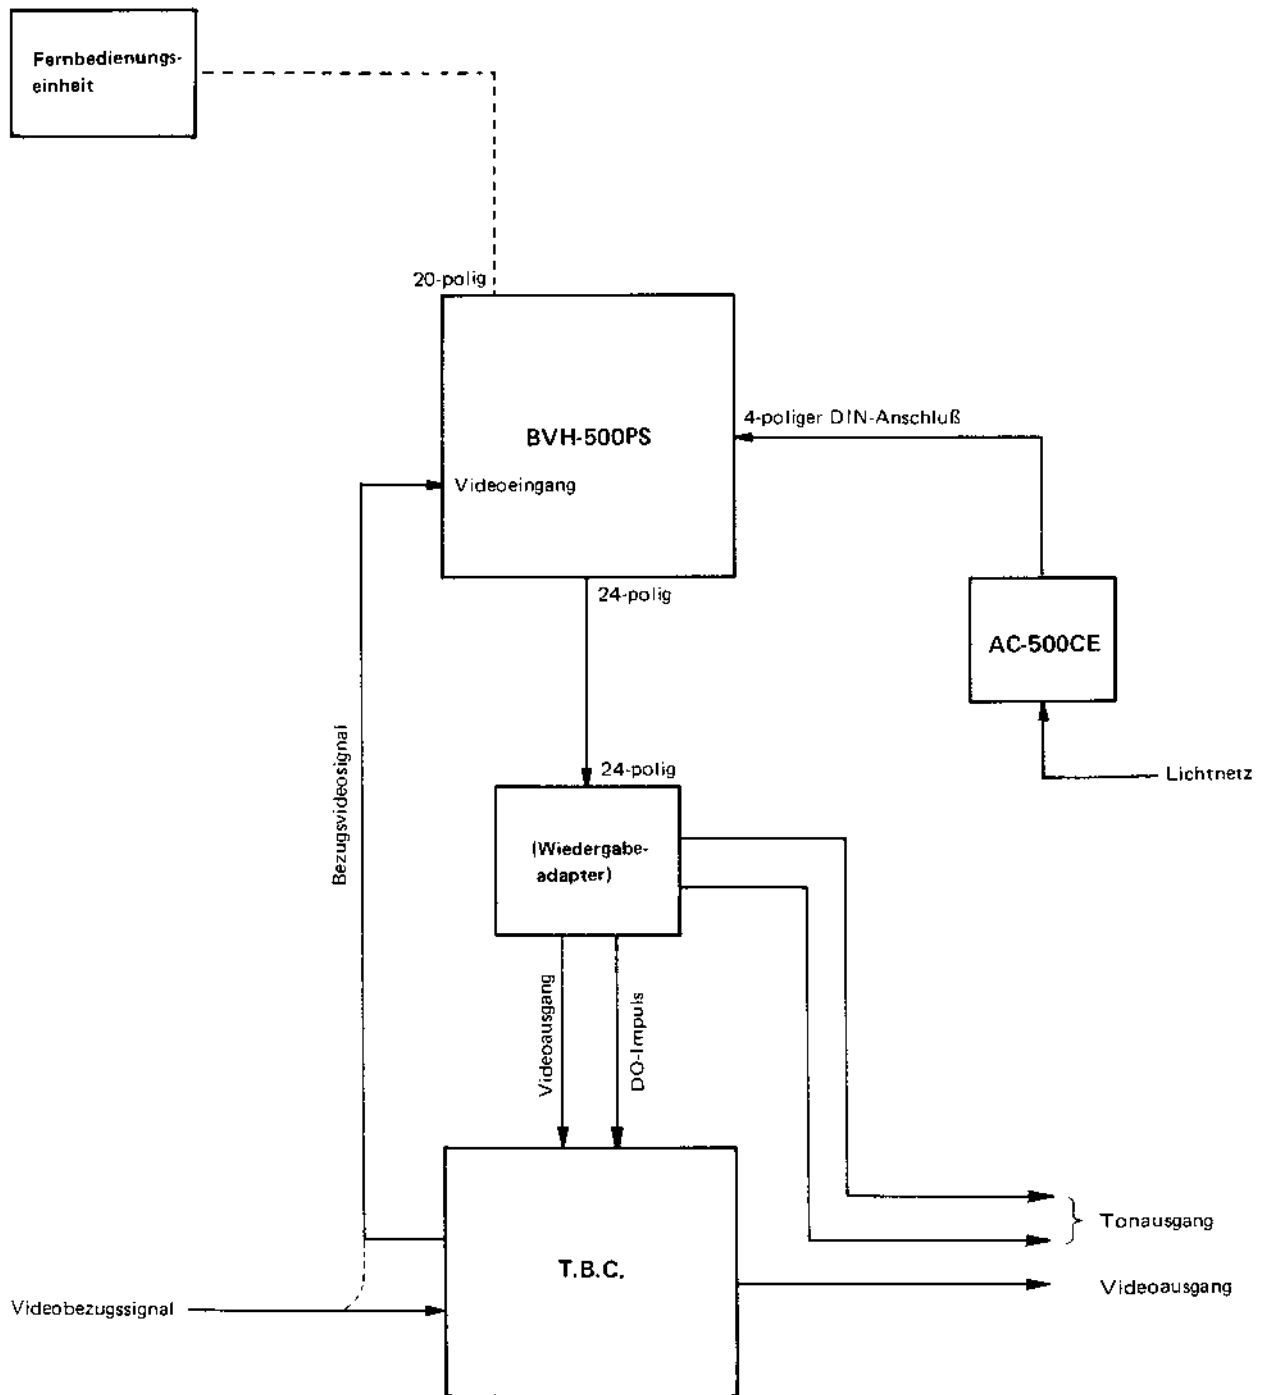 Fernbedienungs-
einheit
20-polig
BVH-500PS
4-poliger DIN-Anschluß
Videoeingang
24-polig
AC-500CE
Bezugsvideosignal
24-polig
Lichtnetz
(Wiedergabe-
adapter)
Videoausgang
DO-Impuls
Tonausgang
T.B.C.
Videoausgang
Videobezugssignal